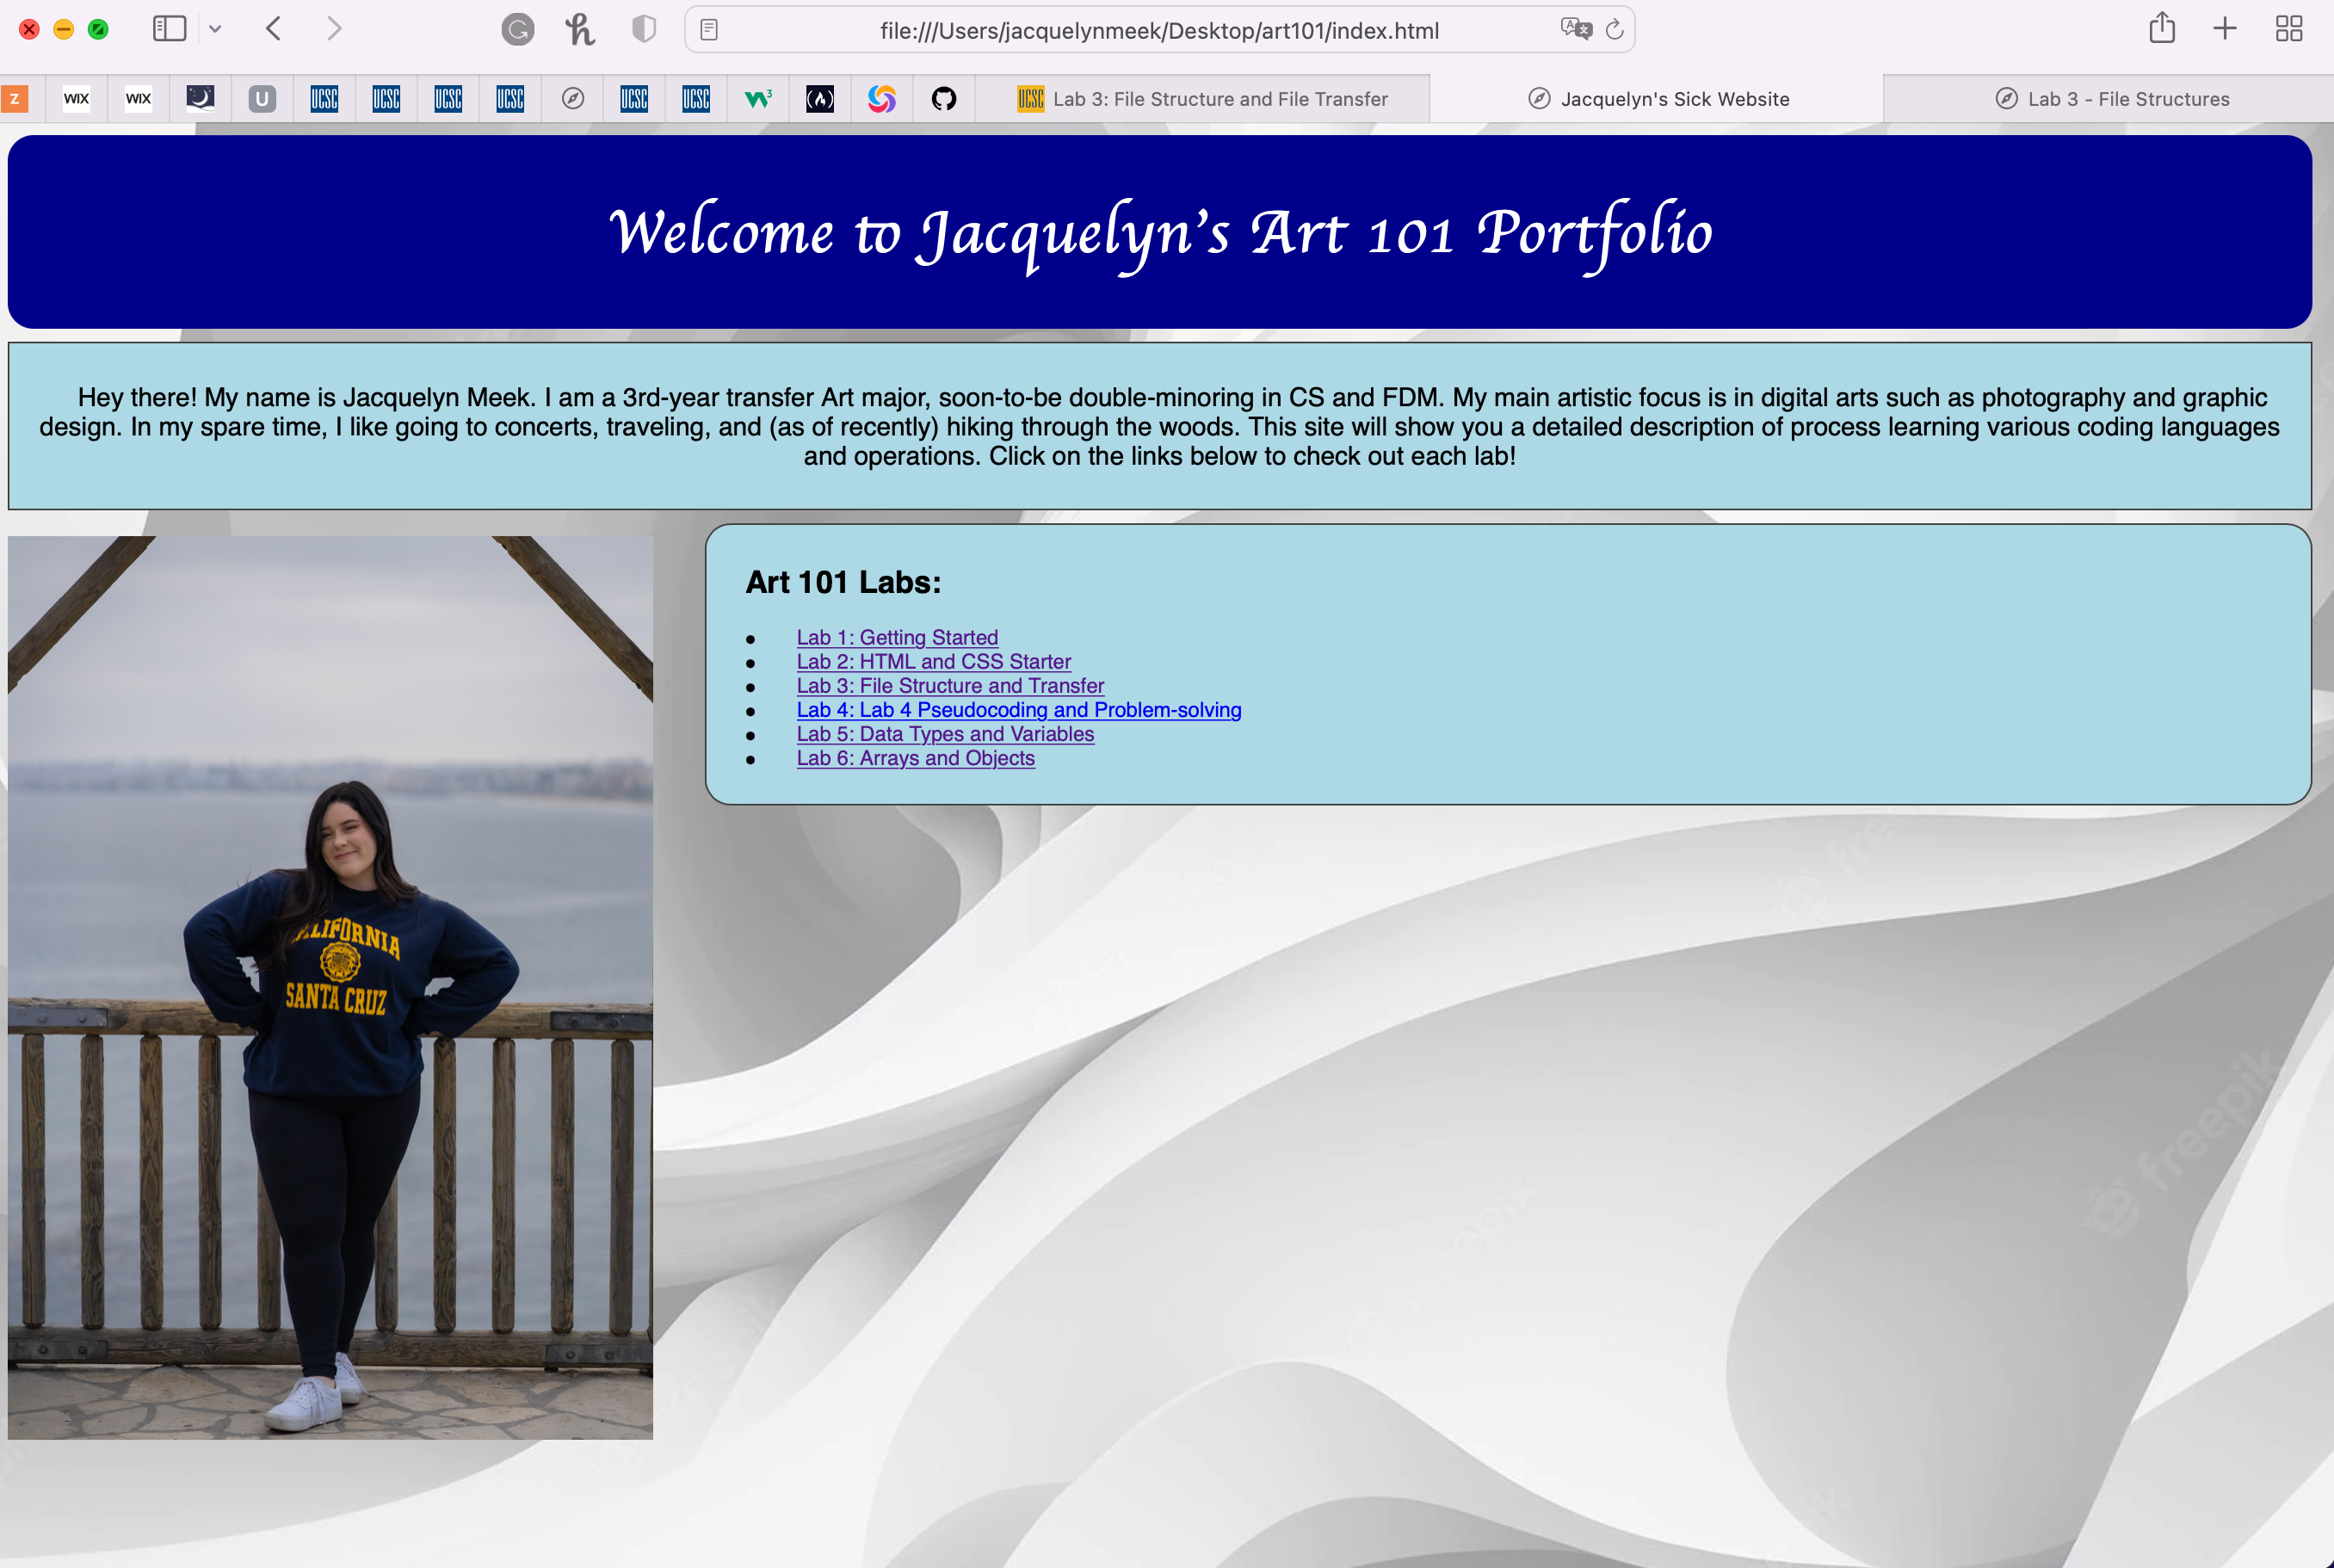 file:///Users/jacquelynmeek/Desktop/art101/index.html
Z
WIX
WIX
U
UCSC
UCSC
UCSC
UCSC
UCSC
UCSC
UCSC
Lab 3: File Structure and File Transfer
Jacquelyn's Sick Website
Lab 3 - File Structures
Welcome to Jacquelyn's Art 101 Portfolio
Hey there! My name is Jacquelyn Meek. I am a 3rd-year transfer Art major, soon-to-be double-minoring in CS and FDM. My main artistic focus is in digital arts such as photography and graphic
design. In my spare time, I like going to concerts, traveling, and (as of recently) hiking through the woods. This site will show you a detailed description of process learning various coding languages
and operations. Click on the links below to check out each lab!
Art 101 Labs:
Lab 1: Getting Started
Lab 2: HTML and CSS Starter
Lab 3: File Structure and Transfer
Lab 4: Lab 4 Pseudocoding and Problem-solving
Lab 5: Data Types and Variables
Lab 6: Arrays and Objects
ALIFORNIA
SANTA CRUZ
freepik
freepik
freepik